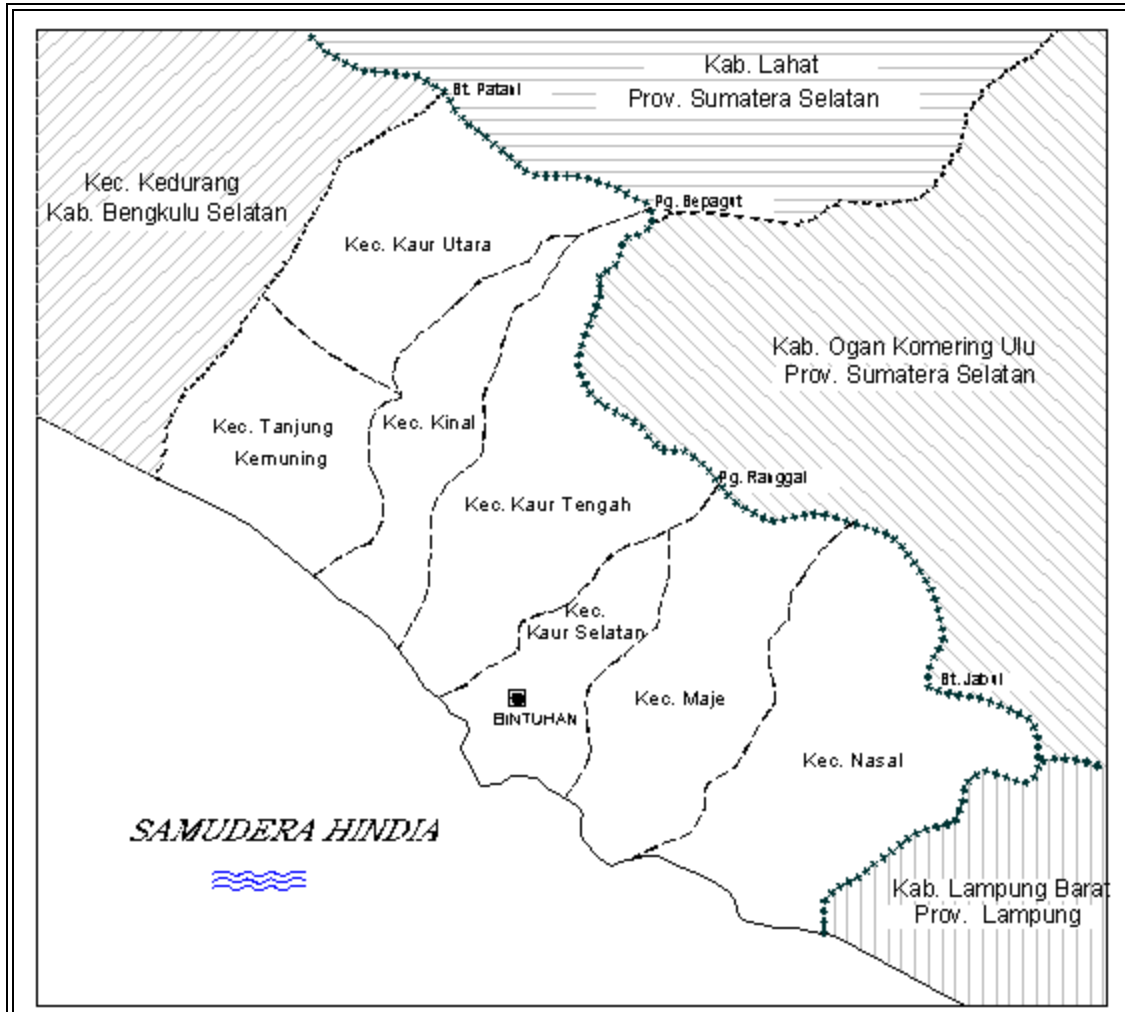 Kab. Lahat
Prov. Sumatera Selatan
Bt. Patani
Kec. Kedurang
Kab. Bengkulu Selatan
Pg. Bepagut
Kec. Kaur Utara
Kab. Ogan Komering Ulu
Prov. Sumatera Selatan
Kec. Tanjung
Kemuning
Kec. Kinal
Pg. Ranggal
Kec. Kaur Tengah
Kec.
Kaur Selatan
Bt. Jabul
Kec. Maje
BINTUHAN
Kec. Nasal
SAMUDERA HINDIA
Kab. Lampung Barat
Prov. Lampung